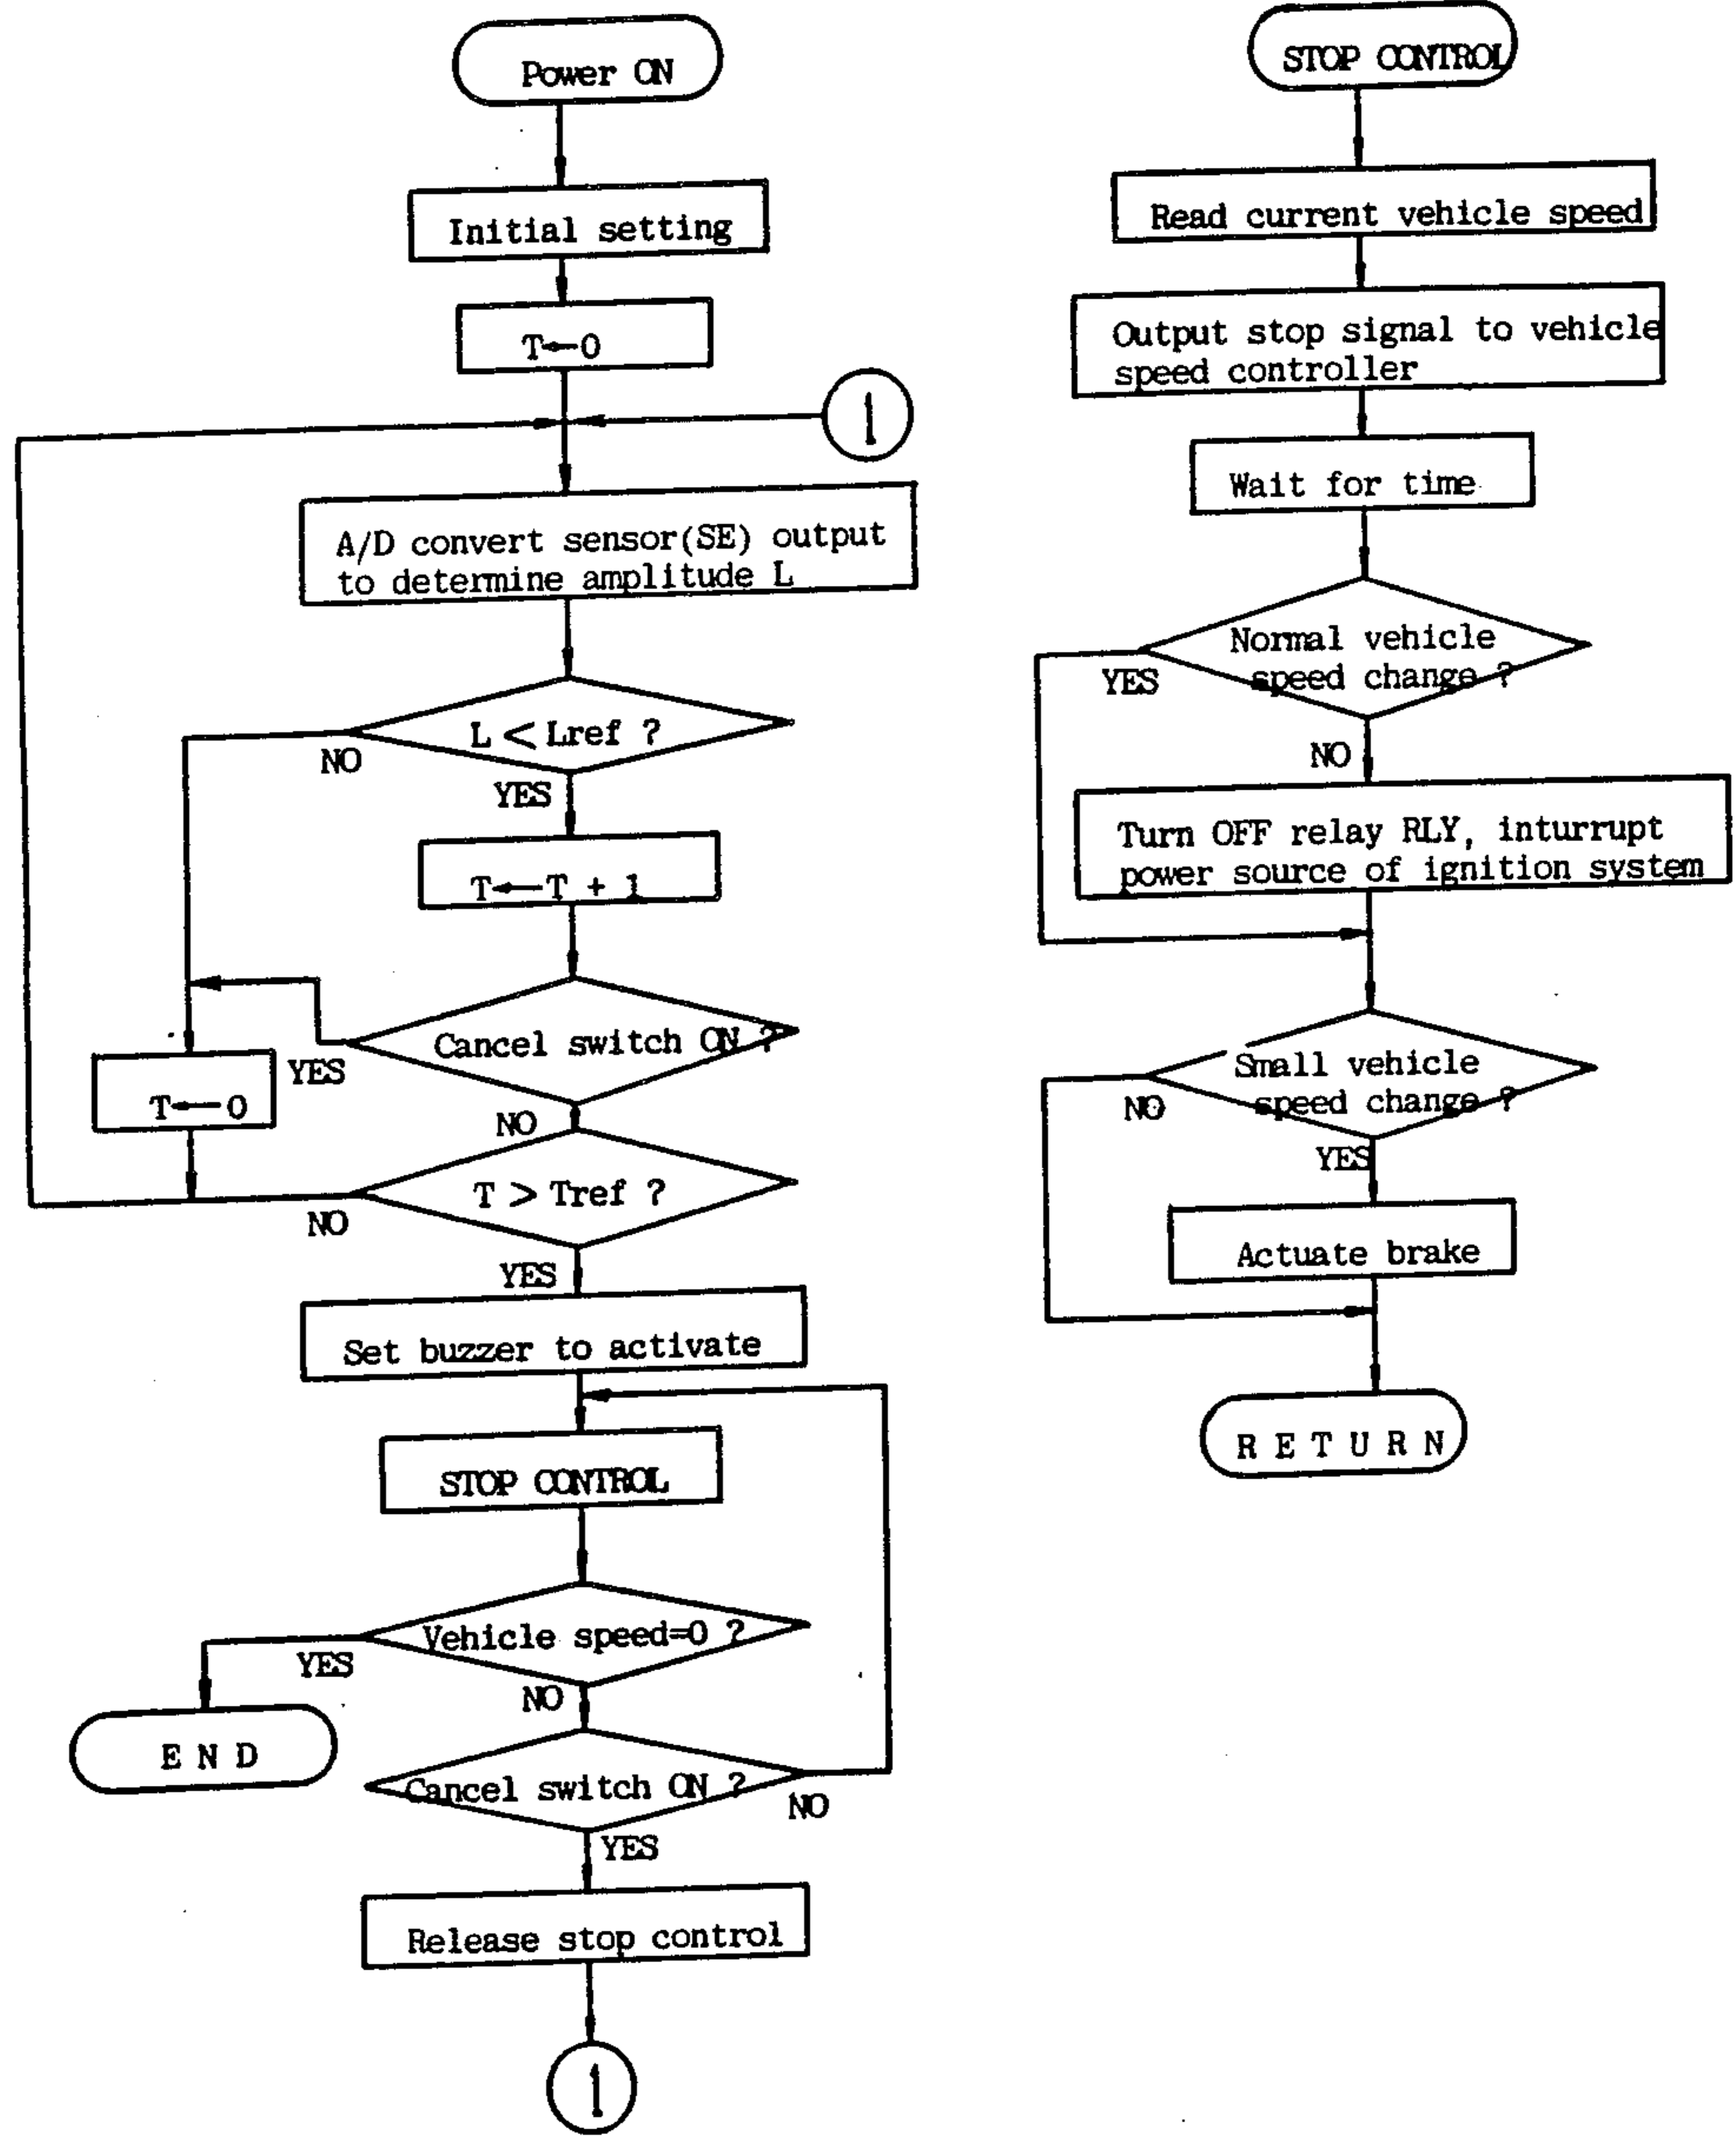 Power ON
Initial setting
T←0
1
A/D convert sensor(SE) output
to determine amplitude L
L < Lref ?
NO
YES
T←T + 1
Cancel switch ON ?
YES
T←0
NO
T > Tref ?
NO
YES
Set buzzer to activate
STOP CONTROL
Vehicle speed=0 ?
YES
NO
E N D
Cancel switch ON ?
NO
YES
Release stop control
1
STOP CONTROL
Read current vehicle speed
Output stop signal to vehicle
speed controller
Wait for time
Normal vehicle
speed change ?
YES
NO
Turn OFF relay RLY, inturrupt
power source of ignition system
Small vehicle
speed change ?
NO
YES
Actuate brake
R E T U R N